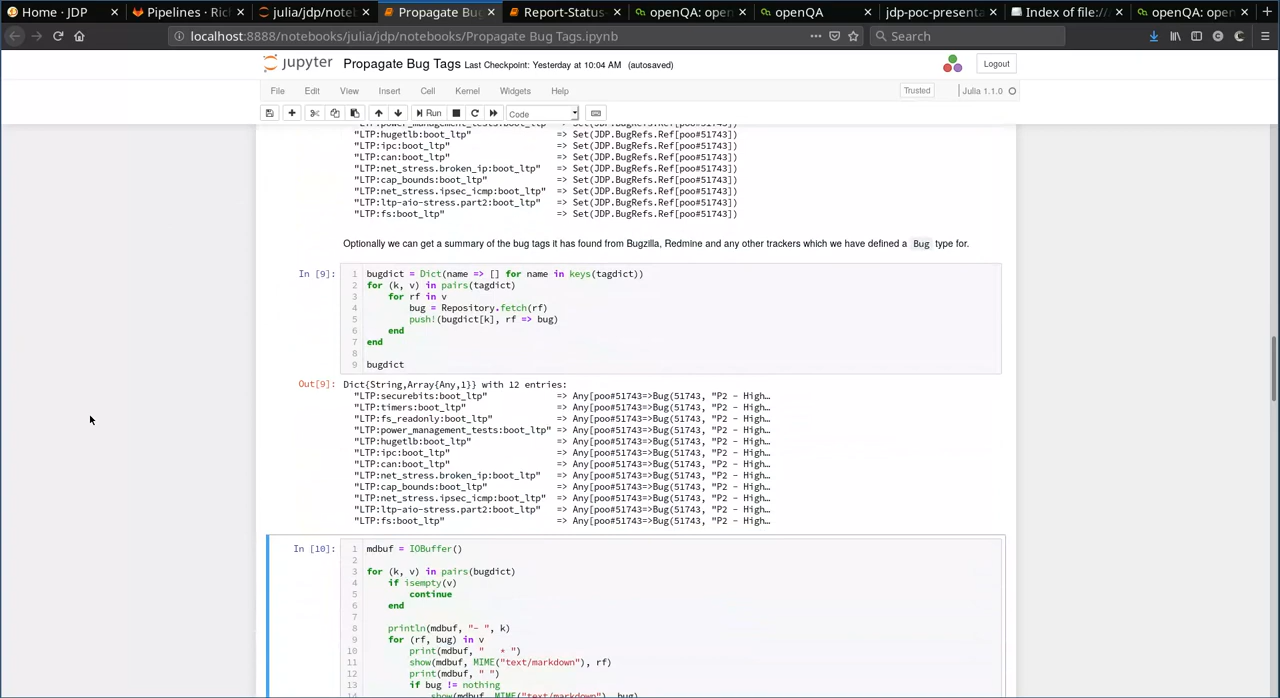 Home · JDP
Pipelines · Ric
julia/jdp/note
Propagate Bug
Report-Status-
openQA: oper
openQA
jdp-poc-presenta
Index of file://
openQA: oper
localhost:8888/notebooks/julia/jdp/notebooks/Propagate Bug Tags.ipynb
Search
jupyter Propagate Bug Tags Last Checkpoint: Yesterday at 10:04 AM (autosaved)
Logout
File Edit View Insert Cell Kernel Widgets Help
Trusted
Julia 1.1.0
Run
Code
"LTP:power_management_tests:boot_ltp" => Set(JDP.BugRefs.Ref[poo#51743])
"LTP:hugetlb:boot_ltp" => Set(JDP.BugRefs.Ref[poo#51743])
"LTP:ipc:boot_ltp" => Set(JDP.BugRefs.Ref[poo#51743])
"LTP:can:boot_ltp" => Set(JDP.BugRefs.Ref[poo#51743])
"LTP:net_stress.broken_ip:boot_ltp" => Set(JDP.BugRefs.Ref[poo#51743])
"LTP:cap_bounds:boot_ltp" => Set(JDP.BugRefs.Ref[poo#51743])
"LTP:net_stress.ipsec_icmp:boot_ltp" => Set(JDP.BugRefs.Ref[poo#51743])
"LTP:ltp-aio-stress.part2:boot_ltp" => Set(JDP.BugRefs.Ref[poo#51743])
"LTP:fs:boot_ltp" => Set(JDP.BugRefs.Ref[poo#51743])
Optionally we can get a summary of the bug tags it has found from Bugzilla, Redmine and any other trackers which we have defined a Bug type for.
In [9]:
1 bugdict = Dict(name => [] for name in keys(tagdict))
2 for (k, v) in pairs(tagdict)
3 for rf in v
4 bug = Repository.fetch(rf)
5 push!(bugdict[k], rf => bug)
6 end
7 end
8
9 bugdict
Out[9]: Dict{String,Array{Any,1}} with 12 entries:
"LTP:securebits:boot_ltp" => Any[poo#51743=>Bug(51743, "P2 - High…
"LTP:timers:boot_ltp" => Any[poo#51743=>Bug(51743, "P2 - High…
"LTP:fs_readonly:boot_ltp" => Any[poo#51743=>Bug(51743, "P2 - High…
"LTP:power_management_tests:boot_ltp" => Any[poo#51743=>Bug(51743, "P2 - High…
"LTP:hugetlb:boot_ltp" => Any[poo#51743=>Bug(51743, "P2 - High…
"LTP:ipc:boot_ltp" => Any[poo#51743=>Bug(51743, "P2 - High…
"LTP:can:boot_ltp" => Any[poo#51743=>Bug(51743, "P2 - High…
"LTP:net_stress.broken_ip:boot_ltp" => Any[poo#51743=>Bug(51743, "P2 - High…
"LTP:cap_bounds:boot_ltp" => Any[poo#51743=>Bug(51743, "P2 - High…
"LTP:net_stress.ipsec_icmp:boot_ltp" => Any[poo#51743=>Bug(51743, "P2 - High…
"LTP:ltp-aio-stress.part2:boot_ltp" => Any[poo#51743=>Bug(51743, "P2 - High…
"LTP:fs:boot_ltp" => Any[poo#51743=>Bug(51743, "P2 - High…
In [10]:
1 mdbuf = IOBuffer()
2
3 for (k, v) in pairs(bugdict)
4 if isempty(v)
5 continue
6 end
7
8 println(mdbuf, "- ", k)
9 for (rf, bug) in v
10 print(mdbuf, " * ")
11 show(mdbuf, MIME("text/markdown"), rf)
12 print(mdbuf, " ")
13 if bug != nothing
14 show(mdbuf, MIME("text/markdown"), bug)